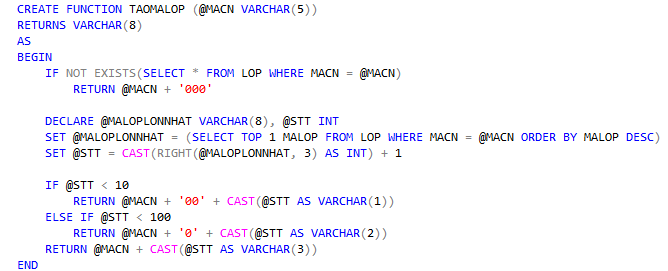 CREATE FUNCTION TAOMALOP (@MACN VARCHAR(5))
RETURNS VARCHAR(8)
AS
BEGIN
    IF NOT EXISTS(SELECT * FROM LOP WHERE MACN = @MACN)
        RETURN @MACN + '000'

    DECLARE @MALOPLONNHAT VARCHAR(8), @STT INT
    SET @MALOPLONNHAT = (SELECT TOP 1 MALOP FROM LOP WHERE MACN = @MACN ORDER BY MALOP DESC)
    SET @STT = CAST(RIGHT(@MALOPLONNHAT, 3) AS INT) + 1

    IF @STT < 10
        RETURN @MACN + '00' + CAST(@STT AS VARCHAR(1))
    ELSE IF @STT < 100
        RETURN @MACN + '0' + CAST(@STT AS VARCHAR(2))
    RETURN @MACN + CAST(@STT AS VARCHAR(3))
END